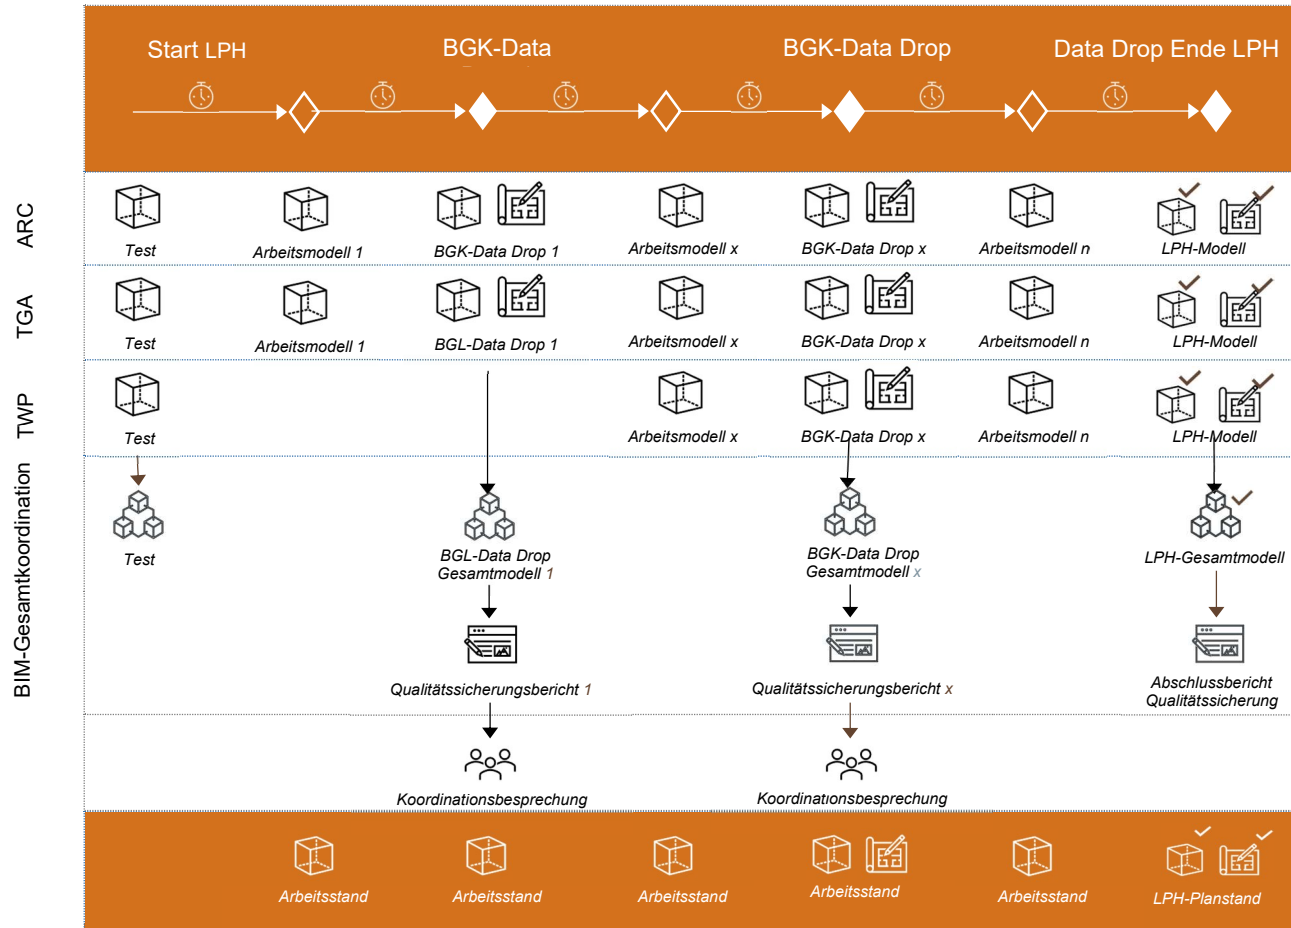 Start LPH
BGK-Data
BGK-Data Drop
Data Drop Ende LPH
ARC
Test
Arbeitsmodell 1
BGK-Data Drop 1
Arbeitsmodell x
BGK-Data Drop x
Arbeitsmodell n
LPH-Modell
TGA
Test
Arbeitsmodell 1
BGL-Data Drop 1
Arbeitsmodell x
BGK-Data Drop x
Arbeitsmodell n
LPH-Modell
TWP
Test
Arbeitsmodell x
BGK-Data Drop x
Arbeitsmodell n
LPH-Modell
BIM-Gesamtkoordination
Test
BGL-Data Drop
Gesamtmodell 1
BGK-Data Drop
Gesamtmodell x
LPH-Gesamtmodell
Qualitätssicherungsbericht 1
Qualitätssicherungsbericht x
Abschlussbericht
Qualitätssicherung
Koordinationsbesprechung
Koordinationsbesprechung
Arbeitsstand
Arbeitsstand
Arbeitsstand
Arbeitsstand
Arbeitsstand
LPH-Planstand